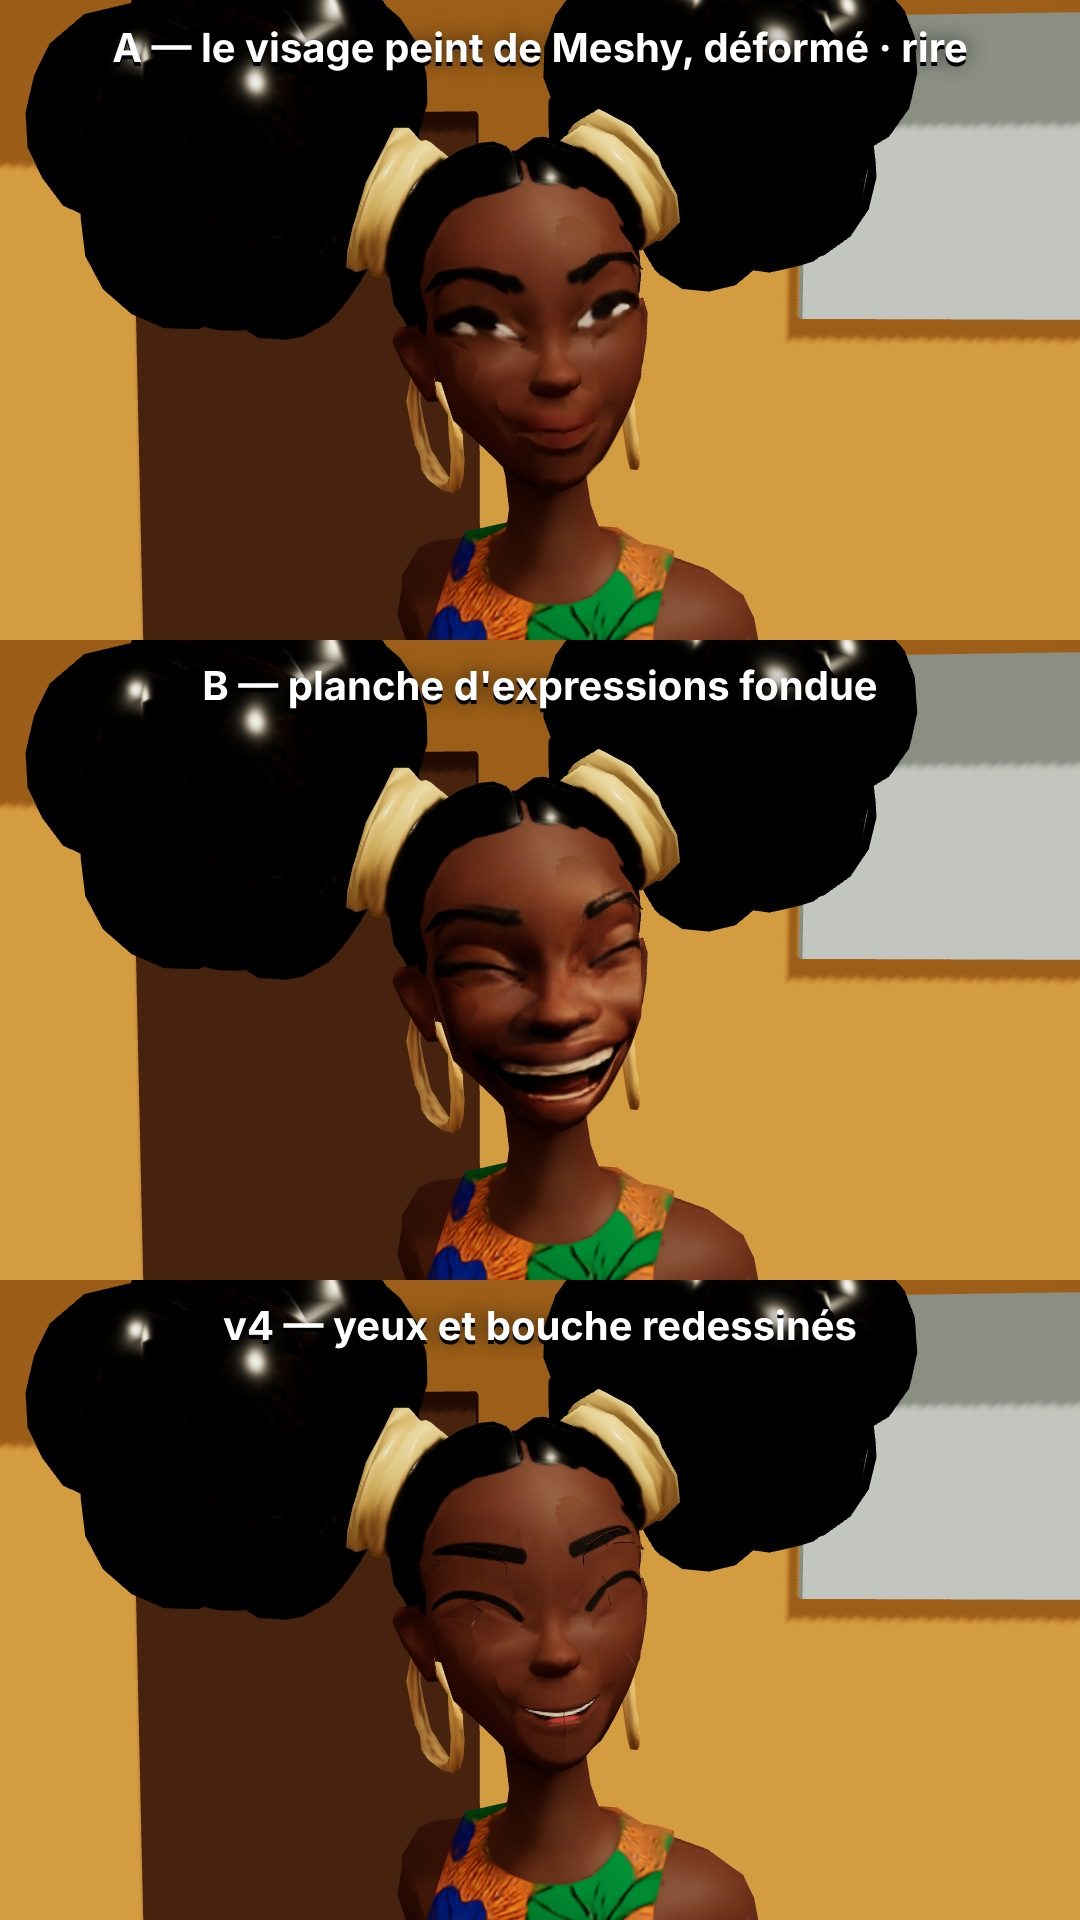 A — le visage peint de Meshy, déformé · rire
B — planche d'expressions fondue
v4 — yeux et bouche redessinés